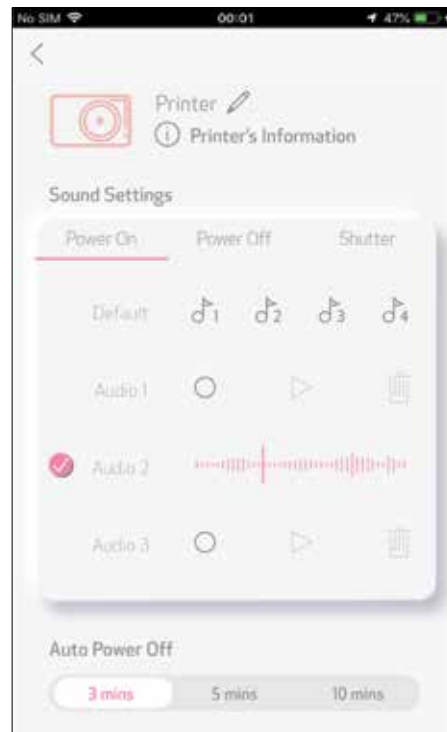 No SIM 00:01 47%
Printer
Printer's Information
Sound Settings
Power On Power Off Shutter
Default 1 2 3 4
Audio 1
Audio 2
Audio 3
Auto Power Off
3 mins 5 mins 10 mins